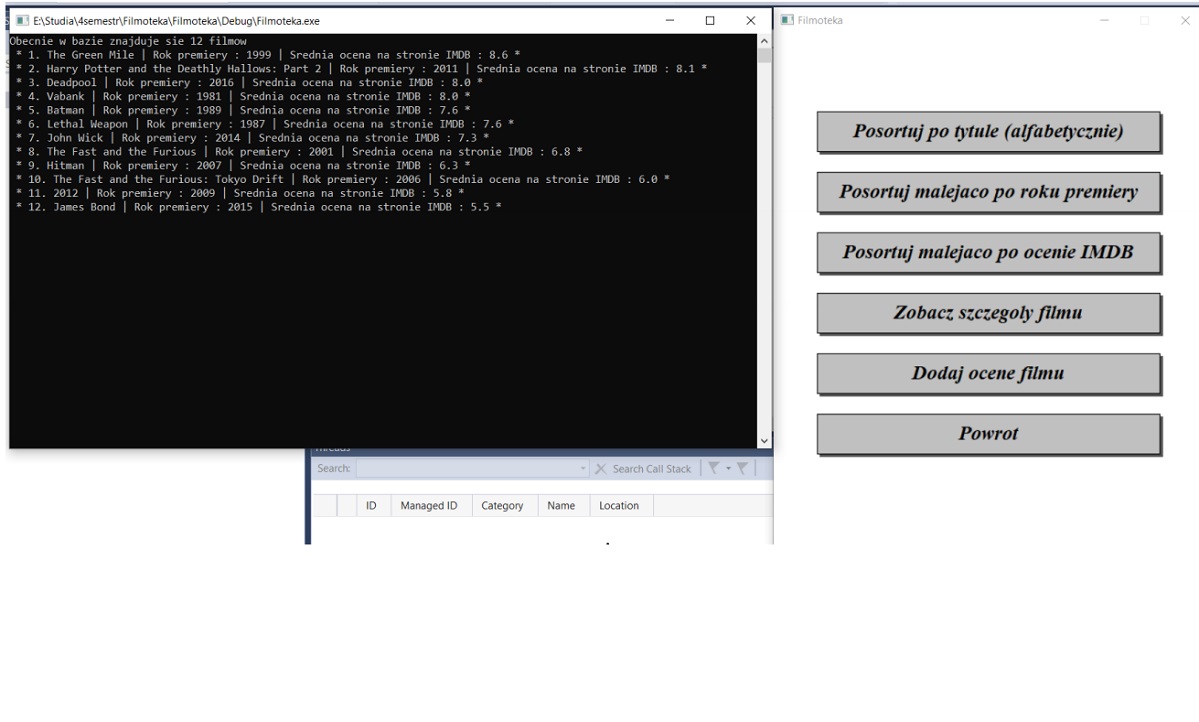 E:\Studia\4semestr\Filmoteka\Filmoteka\Debug\Filmoteka.exe
Obecnie w bazie znajduje sie 12 filmow
* 1. The Green Mile | Rok premiery : 1999 | Srednia ocena na stronie IMDB : 8.6 *
* 2. Harry Potter and the Deathly Hallows: Part 2 | Rok premiery : 2011 | Srednia ocena na stronie IMDB : 8.1 *
* 3. Deadpool | Rok premiery : 2016 | Srednia ocena na stronie IMDB : 8.0 *
* 4. Vabank | Rok premiery : 1981 | Srednia ocena na stronie IMDB : 8.0 *
* 5. Batman | Rok premiery : 1989 | Srednia ocena na stronie IMDB : 7.6 *
* 6. Lethal Weapon | Rok premiery : 1987 | Srednia ocena na stronie IMDB : 7.6 *
* 7. John Wick | Rok premiery : 2014 | Srednia ocena na stronie IMDB : 7.3 *
* 8. The Fast and the Furious | Rok premiery : 2001 | Srednia ocena na stronie IMDB : 6.8 *
* 9. Hitman | Rok premiery : 2007 | Srednia ocena na stronie IMDB : 6.3 *
* 10. The Fast and the Furious: Tokyo Drift | Rok premiery : 2006 | Srednia ocena na stronie IMDB : 6.0 *
* 11. 2012 | Rok premiery : 2009 | Srednia ocena na stronie IMDB : 5.8 *
* 12. James Bond | Rok premiery : 2015 | Srednia ocena na stronie IMDB : 5.5 *
Threads
Search: Search Call Stack
ID Managed ID Category Name Location
Filmoteka
Posortuj po tytule (alfabetycznie)
Posortuj malejaco po roku premiery
Posortuj malejaco po ocenie IMDB
Zobacz szczegoly filmu
Dodaj ocene filmu
Powrot